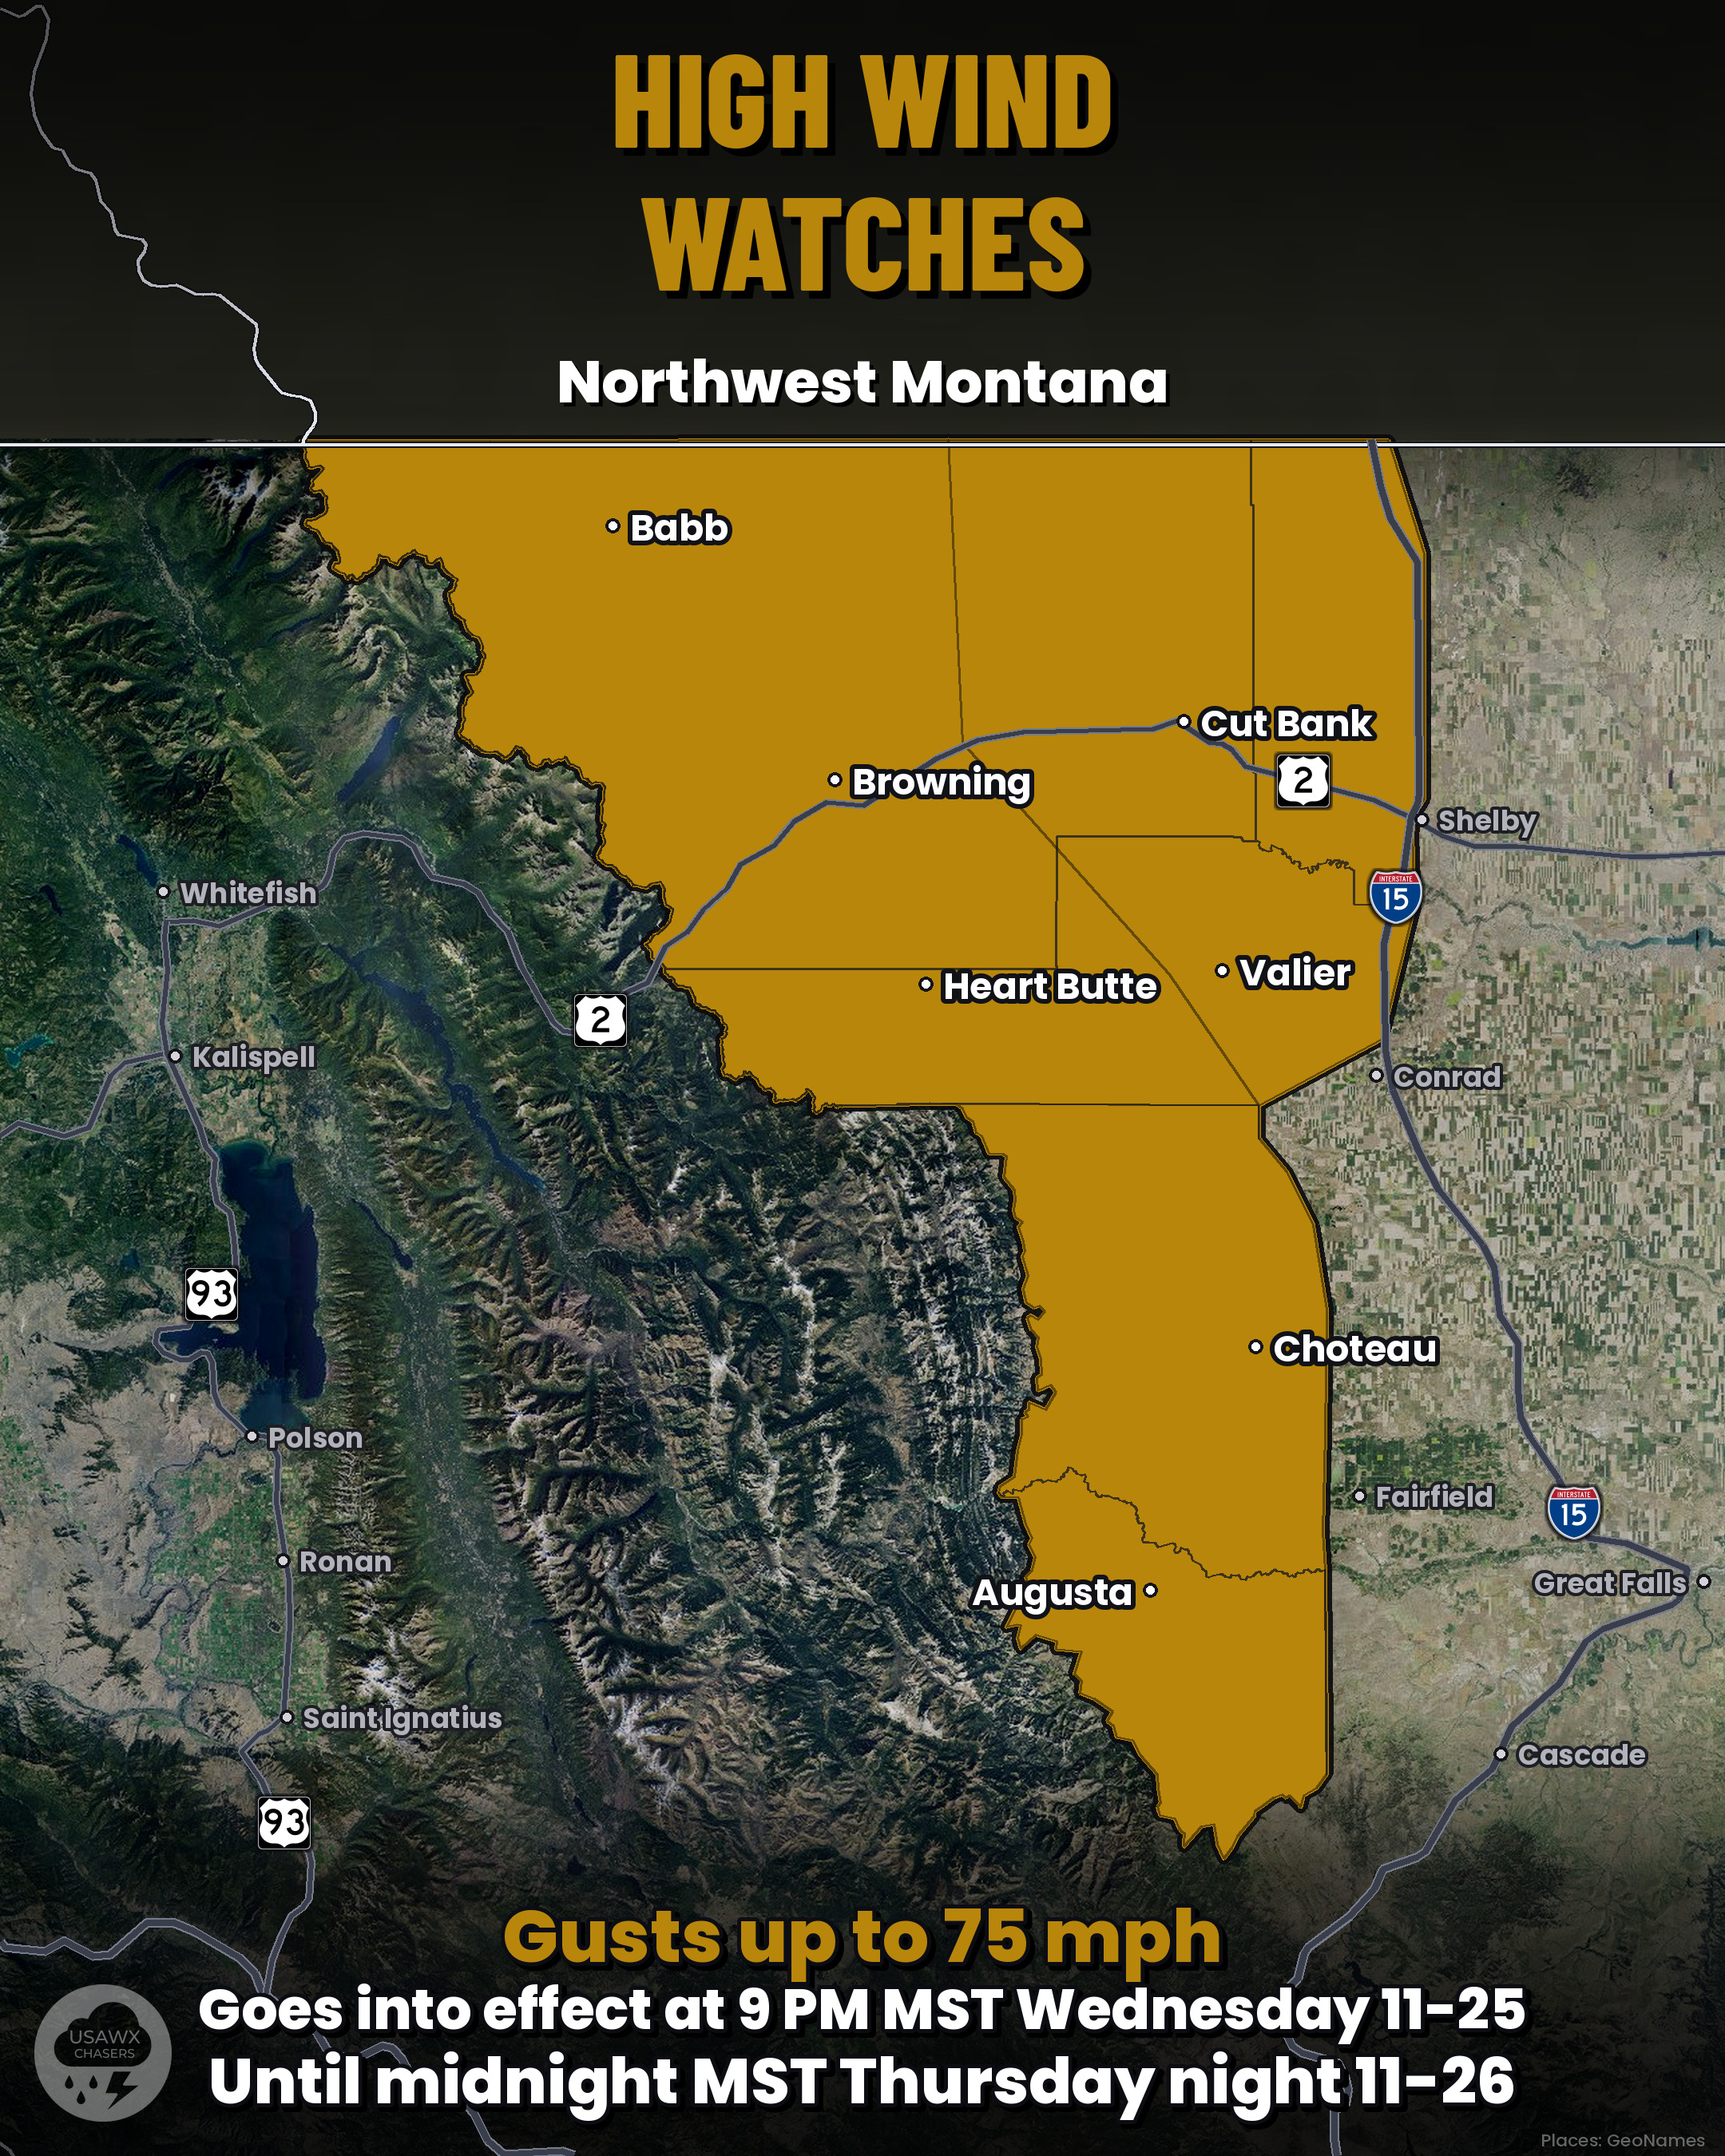 HIGH WIND
WATCHES
Northwest Montana
Babb
Cut Bank
Browning
2
Shelby
Whitefish
INTERSTATE
15
Valier
Heart Butte
2
Kalispell
Conrad
93
Choteau
Polson
Fairfield
INTERSTATE
15
Ronan
Great Falls
Augusta
Saint Ignatius
Cascade
93
Gusts up to 75 mph
Goes into effect at 9 PM MST Wednesday 11-25
Until midnight MST Thursday night 11-26
USAWX
CHASERS
Places: GeoNames